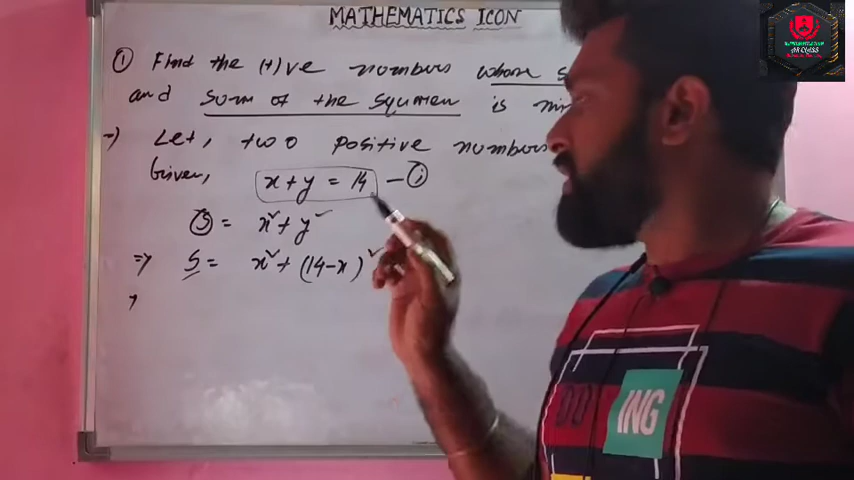 MATHEMATICS ICON
① Find the (+)ve numbers whose
and sum of the squares is
→ Let, two positive numbers
Given, x + y = 14 — ⓘ
Ⓢ = x² + y²
⇒ S = x² + (14-x)²
ING